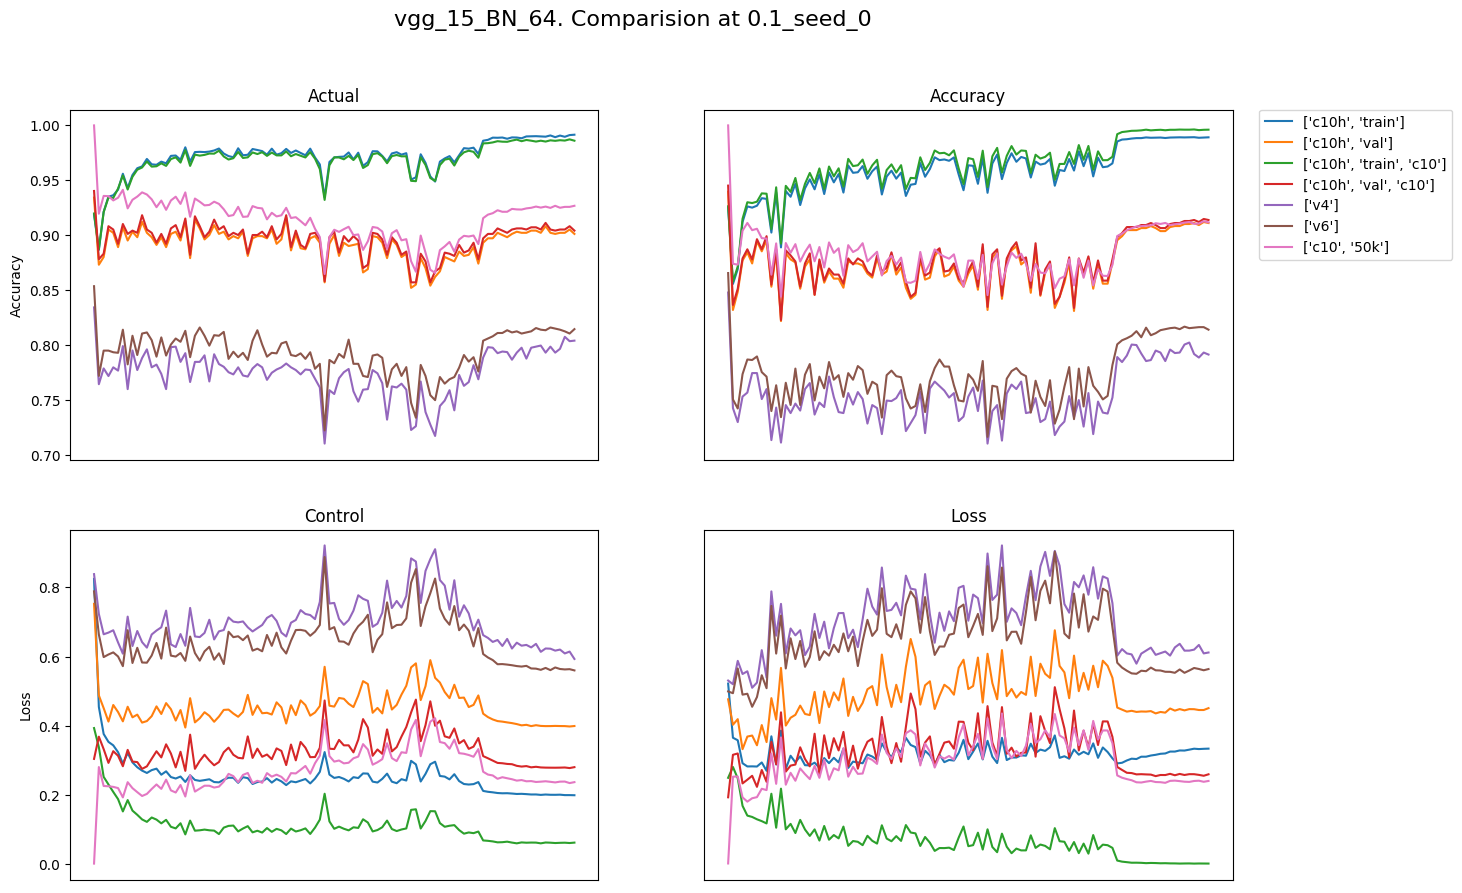 vgg_15_BN_64. Comparision at 0.1_seed_0
Actual
Accuracy
1.00
0.95
0.90
0.85
0.80
0.75
0.70
Accuracy
['c10h', 'train']
['c10h', 'val']
['c10h', 'train', 'c10']
['c10h', 'val', 'c10']
['v4']
['v6']
['c10', '50k']
Control
Loss
0.8
0.6
0.4
0.2
0.0
Loss